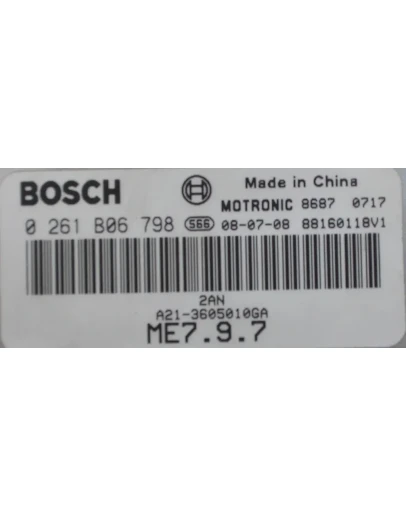 BOSCH Made in China
MOTRONIC 8687 0717
0 261 B06 798 S66 08-07-08 88160118V1
2AN
A21-3605010GA
ME7.9.7